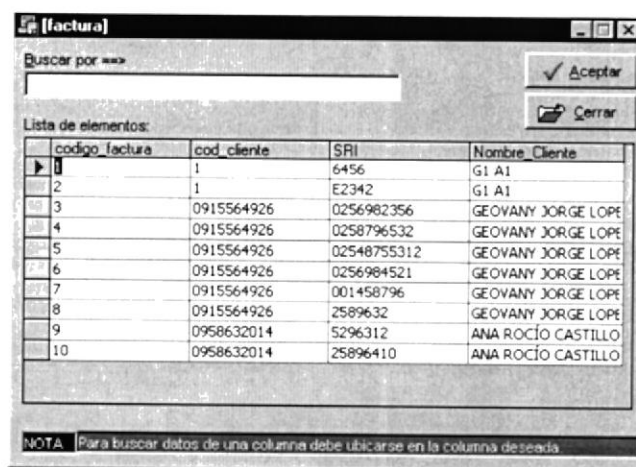 [factura]
Buscar por ==>
Aceptar
Cerrar
Lista de elementos:
codigo_factura cod_cliente SRI Nombre_Cliente
1 1 6456 G1 A1
2 1 E2342 G1 A1
3 0915564926 0256982356 GEOVANY JORGE LOPE
4 0915564926 0258796532 GEOVANY JORGE LOPE
5 0915564926 02548755312 GEOVANY JORGE LOPE
6 0915564926 0256984521 GEOVANY JORGE LOPE
7 0915564926 001458796 GEOVANY JORGE LOPE
8 0915564926 2589632 GEOVANY JORGE LOPE
9 0958632014 5296312 ANA ROCÍO CASTILLO
10 0958632014 25896410 ANA ROCÍO CASTILLO
NOTA Para buscar datos de una columna debe ubicarse en la columna deseada.